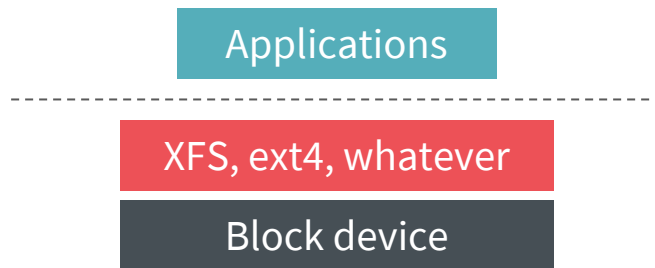 Applications
XFS, ext4, whatever
Block device